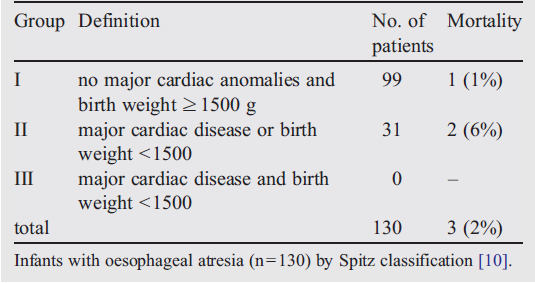 Group Definition No. of Mortality
patients
I no major cardiac anomalies and 99 1 (1%)
birth weight ≥ 1500 g
II major cardiac disease or birth 31 2 (6%)
weight <1500
III major cardiac disease and birth 0 –
weight <1500
total 130 3 (2%)
Infants with oesophageal atresia (n=130) by Spitz classification [10].